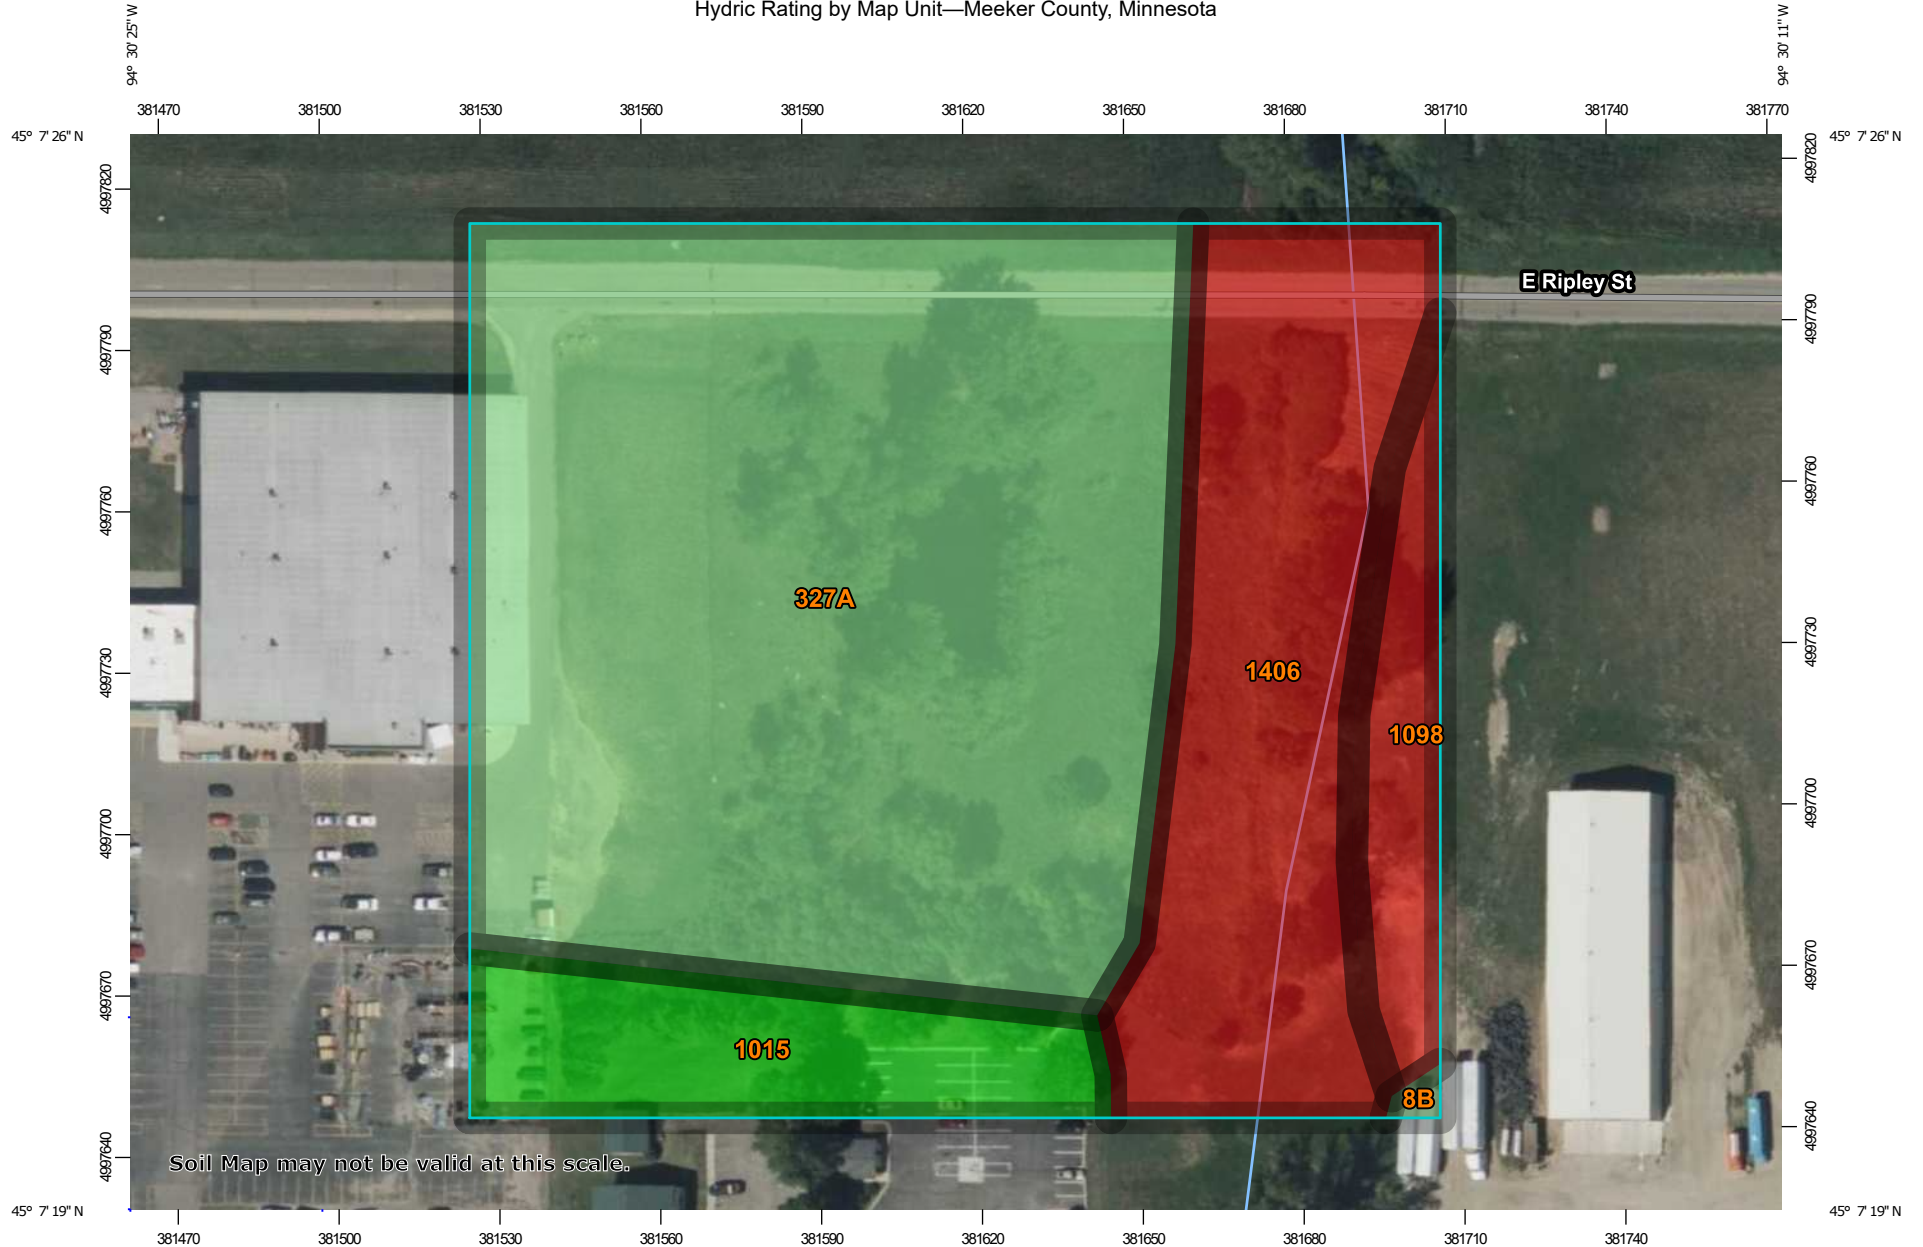 Hydric Rating by Map Unit—Meeker County, Minnesota
94° 30' 25'' W
94° 30' 11'' W
381470 381500 381530 381560 381590 381620 381650 381680 381710 381740 381770
45° 7' 26'' N
45° 7' 26'' N
4997820
4997790
4997760
4997730
4997700
4997670
4997640
4997820
4997790
4997760
4997730
4997700
4997670
4997640
E Ripley St
327A
1406
1098
1015
8B
Soil Map may not be valid at this scale.
45° 7' 19'' N
45° 7' 19'' N
381470 381500 381530 381560 381590 381620 381650 381680 381710 381740